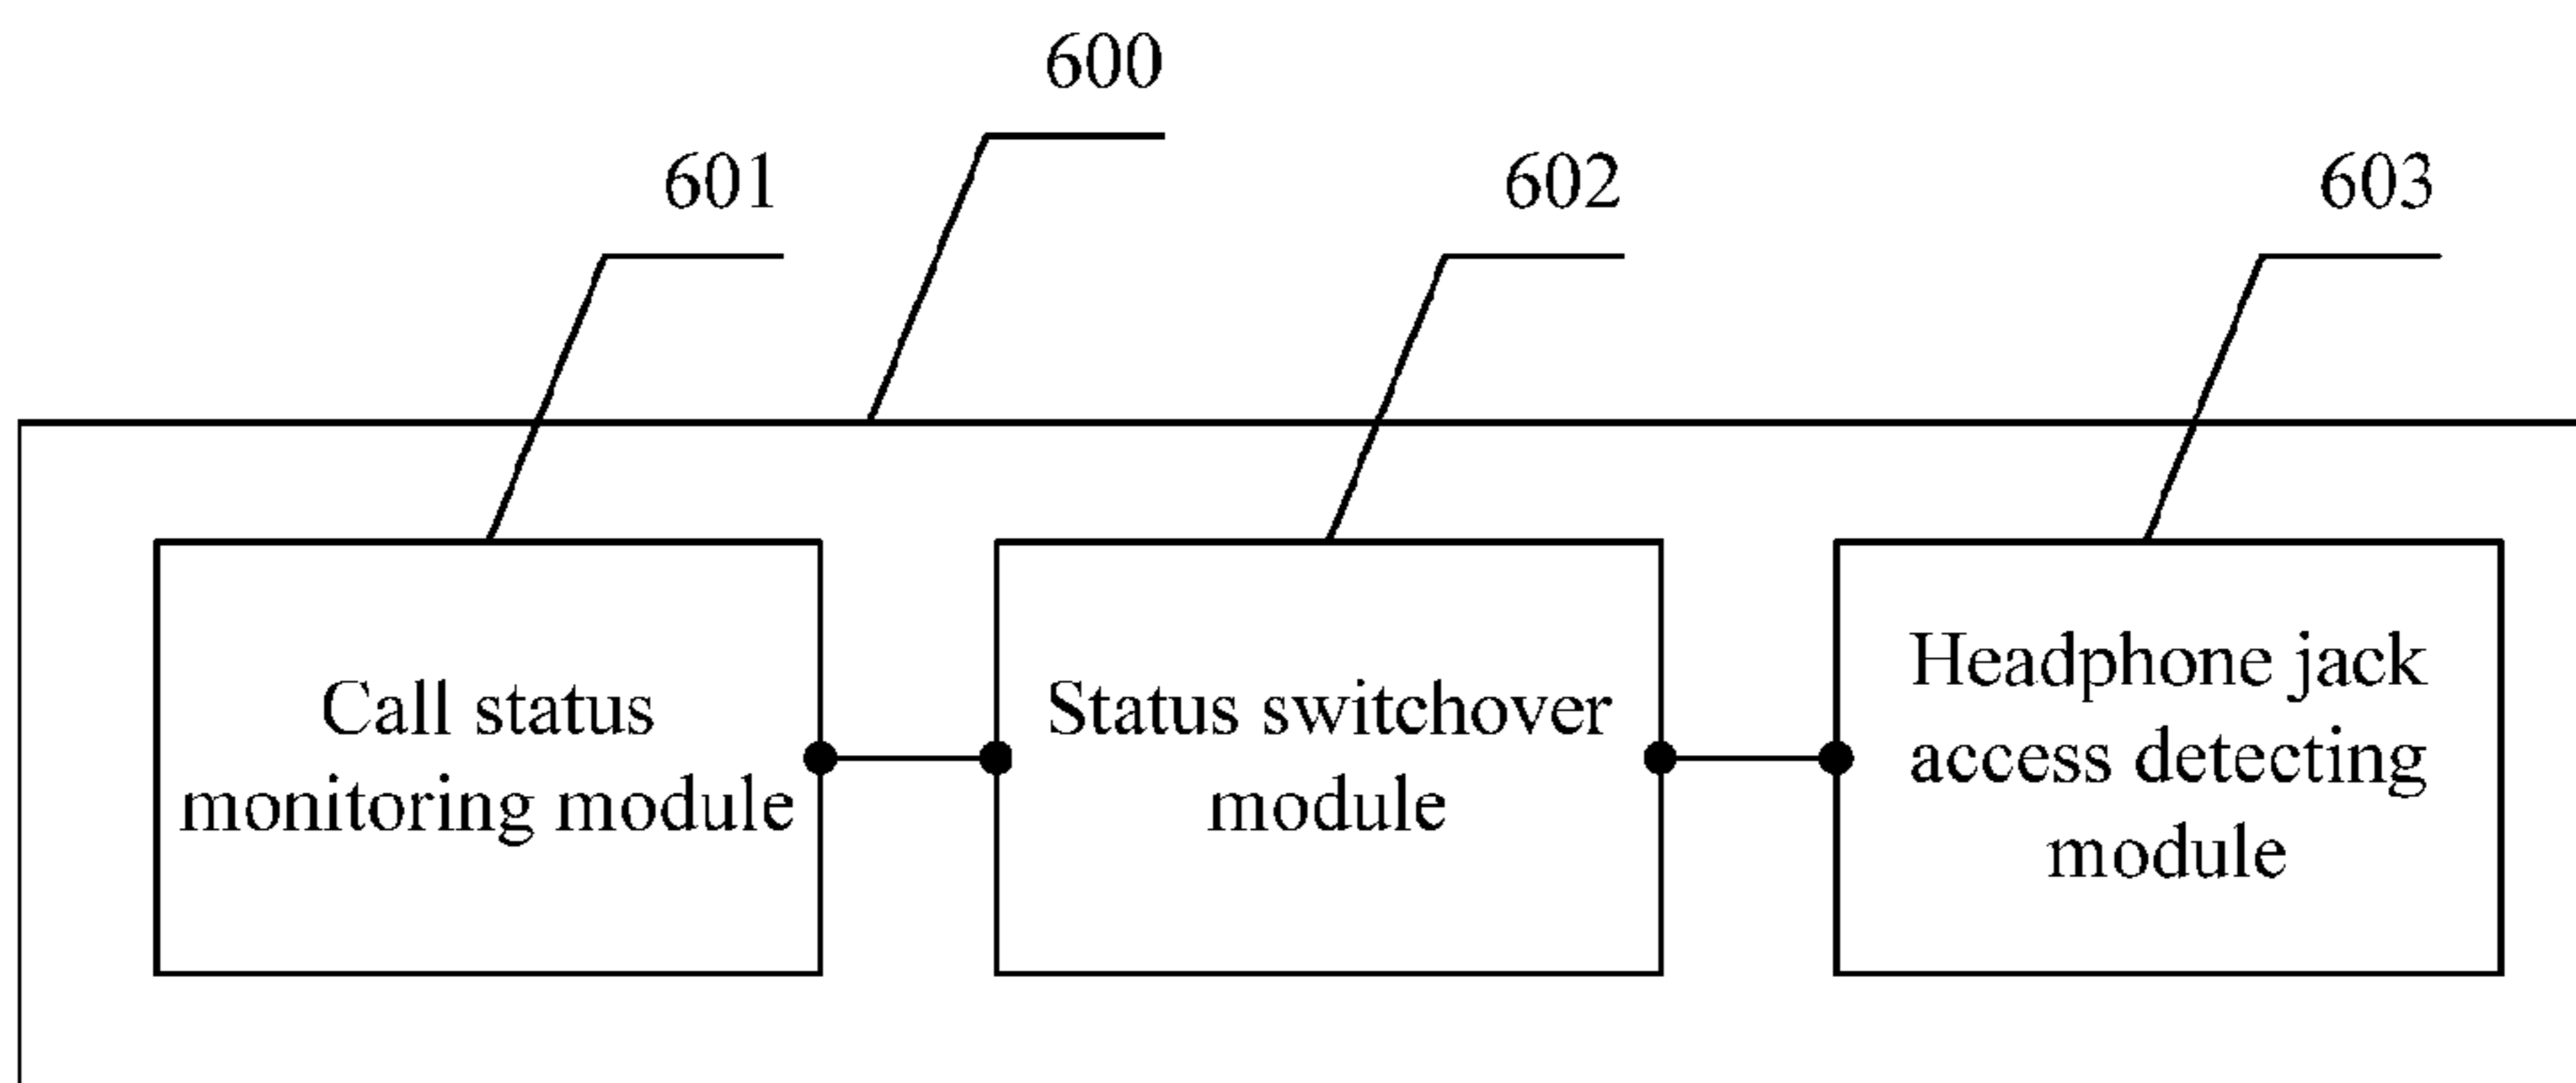 600
601
602
603
Call status
monitoring module
Status switchover
module
Headphone jack
access detecting
module